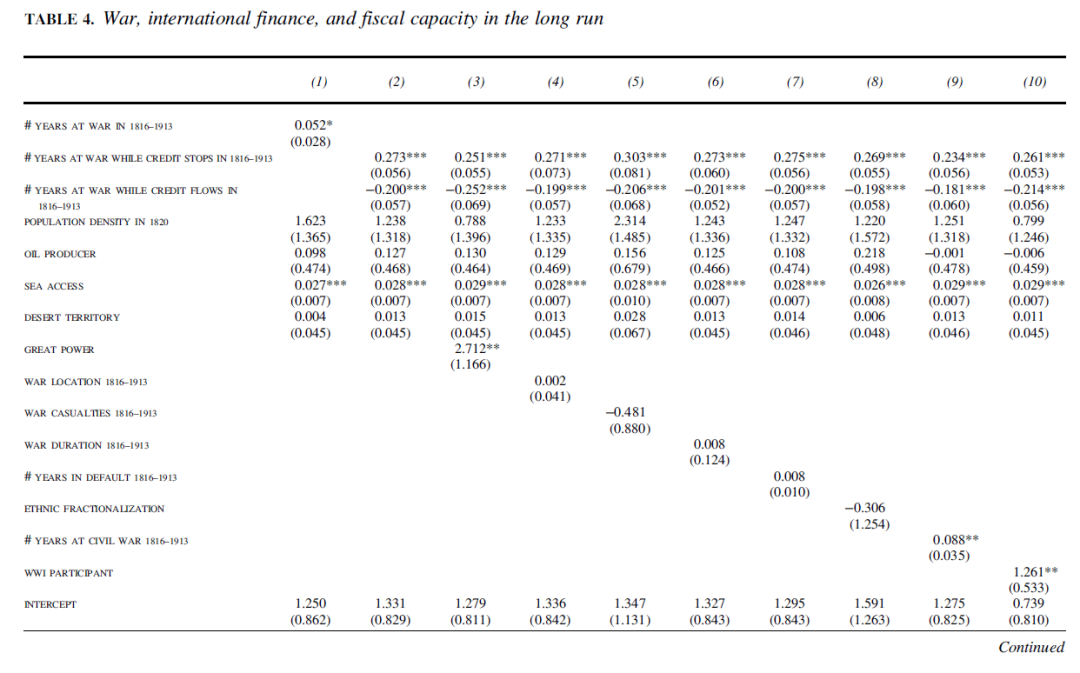 TABLE 4. War, international finance, and fiscal capacity in the long run
(1) (2) (3) (4) (5) (6) (7) (8) (9) (10)
# YEARS AT WAR IN 1816–1913 0.052*
(0.028)
# YEARS AT WAR WHILE CREDIT STOPS IN 1816–1913 0.273*** 0.251*** 0.271*** 0.303*** 0.273*** 0.275*** 0.269*** 0.234*** 0.261***
(0.056) (0.055) (0.073) (0.081) (0.060) (0.056) (0.055) (0.056) (0.053)
# YEARS AT WAR WHILE CREDIT FLOWS IN −0.200*** −0.252*** −0.199*** −0.206*** −0.201*** −0.200*** −0.198*** −0.181*** −0.214***
1816–1913 (0.057) (0.069) (0.057) (0.068) (0.052) (0.057) (0.058) (0.060) (0.056)
POPULATION DENSITY IN 1820 1.623 1.238 0.788 1.233 2.314 1.243 1.247 1.220 1.251 0.799
(1.365) (1.318) (1.396) (1.335) (1.485) (1.336) (1.332) (1.572) (1.318) (1.246)
OIL PRODUCER 0.098 0.127 0.130 0.129 0.156 0.125 0.108 0.218 −0.001 −0.006
(0.474) (0.468) (0.464) (0.469) (0.679) (0.466) (0.474) (0.498) (0.478) (0.459)
SEA ACCESS 0.027*** 0.028*** 0.029*** 0.028*** 0.028*** 0.028*** 0.028*** 0.026*** 0.029*** 0.029***
(0.007) (0.007) (0.007) (0.007) (0.010) (0.007) (0.007) (0.008) (0.007) (0.007)
DESERT TERRITORY 0.004 0.013 0.015 0.013 0.028 0.013 0.014 0.006 0.013 0.011
(0.045) (0.045) (0.045) (0.045) (0.067) (0.045) (0.046) (0.048) (0.046) (0.045)
GREAT POWER 2.712**
(1.166)
WAR LOCATION 1816–1913 0.002
(0.041)
WAR CASUALTIES 1816–1913 −0.481
(0.880)
WAR DURATION 1816–1913 0.008
(0.124)
# YEARS IN DEFAULT 1816–1913 0.008
(0.010)
ETHNIC FRACTIONALIZATION −0.306
(1.254)
# YEARS AT CIVIL WAR 1816–1913 0.088**
(0.035)
WWI PARTICIPANT 1.261**
(0.533)
INTERCEPT 1.250 1.331 1.279 1.336 1.347 1.327 1.295 1.591 1.275 0.739
(0.862) (0.829) (0.811) (0.842) (1.131) (0.843) (0.843) (1.263) (0.825) (0.810)
Continued